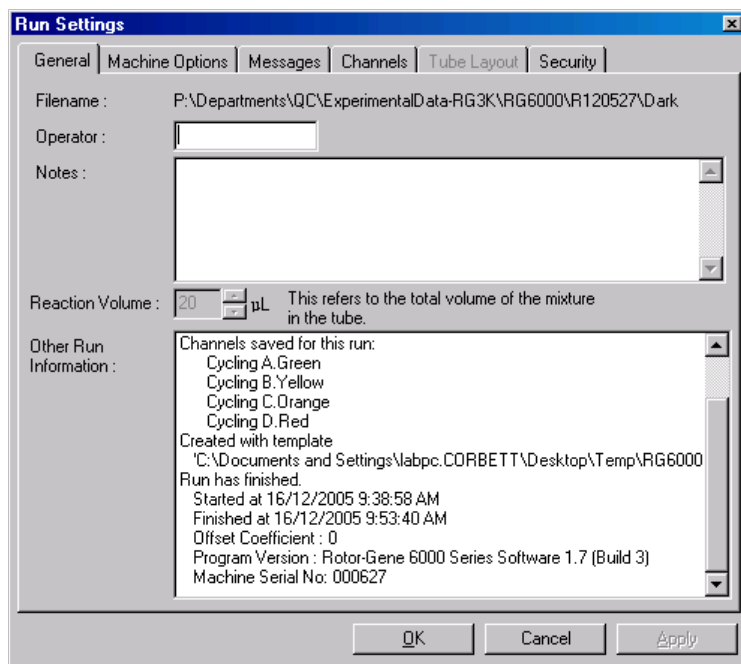 Run Settings
General Machine Options Messages Channels Tube Layout Security
Filename : P:\Departments\QC\ExperimentalData-RG3K\RG6000\R120527\Dark
Operator :
Notes :
Reaction Volume : 20 µL This refers to the total volume of the mixture
in the tube.
Other Run
Information :
Channels saved for this run:
Cycling A.Green
Cycling B.Yellow
Cycling C.Orange
Cycling D.Red
Created with template
'C:\Documents and Settings\labpc.CORBETT\Desktop\Temp\RG6000
Run has finished.
Started at 16/12/2005 9:38:58 AM
Finished at 16/12/2005 9:53:40 AM
Offset Coefficient : 0
Program Version : Rotor-Gene 6000 Series Software 1.7 (Build 3)
Machine Serial No: 000627
OK Cancel Apply